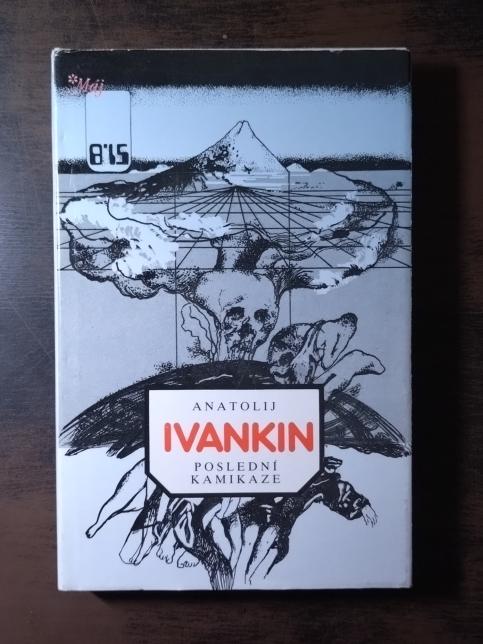 *Máj
8:15
ANATOLIJ
IVANKIN
POSLEDNÍ
KAMIKAZE